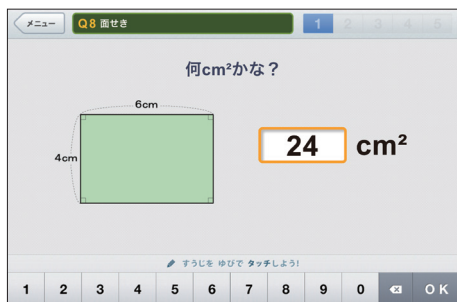 メニュー
Q8 面せき
1 2 3 4 5
何cm²かな？
6cm
4cm
24 cm²
すうじを ゆびで タッチしよう!
1 2 3 4 5 6 7 8 9 0 OK